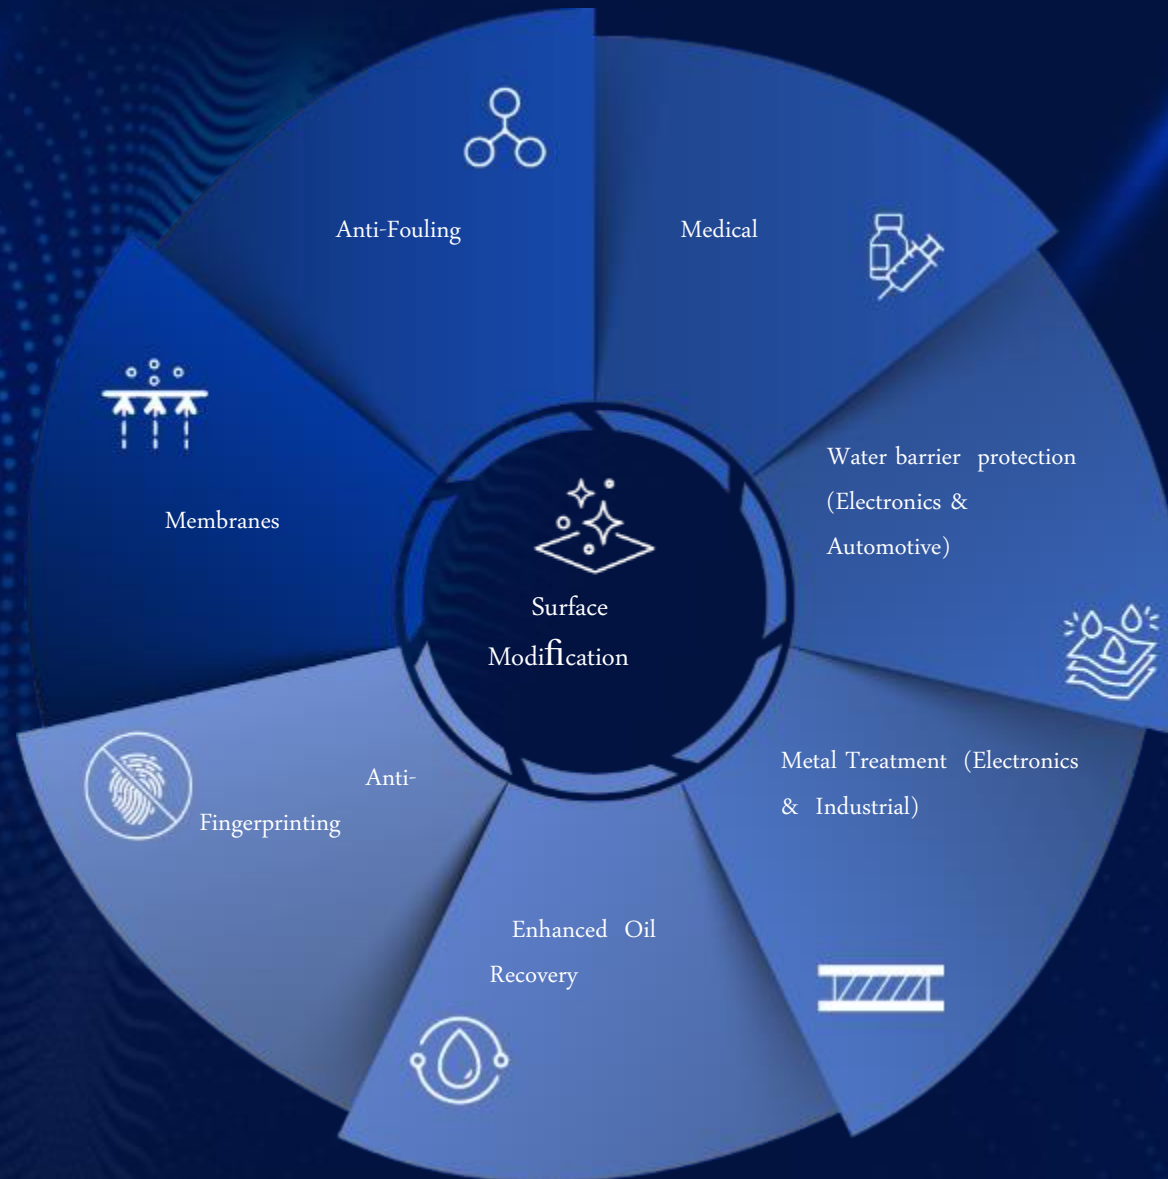 Anti-Fouling
Medical
Water barrier protection
(Electronics &
Automotive)
Membranes
Surface
Modification
Metal Treatment (Electronics
& Industrial)
Anti-
Fingerprinting
Enhanced Oil
Recovery